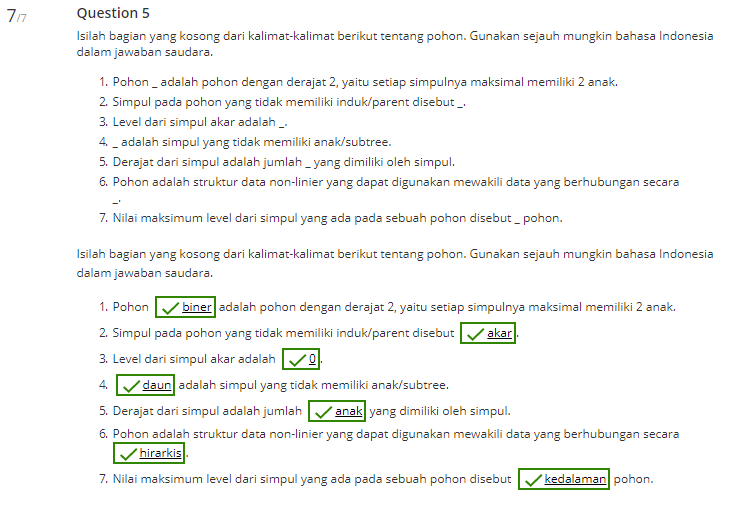 7/7
Question 5
Isilah bagian yang kosong dari kalimat-kalimat berikut tentang pohon. Gunakan sejauh mungkin bahasa Indonesia
dalam jawaban saudara.
1. Pohon _ adalah pohon dengan derajat 2, yaitu setiap simpulnya maksimal memiliki 2 anak.
2. Simpul pada pohon yang tidak memiliki induk/parent disebut _.
3. Level dari simpul akar adalah _.
4. _ adalah simpul yang tidak memiliki anak/subtree.
5. Derajat dari simpul adalah jumlah _ yang dimiliki oleh simpul.
6. Pohon adalah struktur data non-linier yang dapat digunakan mewakili data yang berhubungan secara
_.
7. Nilai maksimum level dari simpul yang ada pada sebuah pohon disebut _ pohon.
Isilah bagian yang kosong dari kalimat-kalimat berikut tentang pohon. Gunakan sejauh mungkin bahasa Indonesia
dalam jawaban saudara.
1. Pohon ✓ biner adalah pohon dengan derajat 2, yaitu setiap simpulnya maksimal memiliki 2 anak.
2. Simpul pada pohon yang tidak memiliki induk/parent disebut ✓ akar.
3. Level dari simpul akar adalah ✓ 0.
4. ✓ daun adalah simpul yang tidak memiliki anak/subtree.
5. Derajat dari simpul adalah jumlah ✓ anak yang dimiliki oleh simpul.
6. Pohon adalah struktur data non-linier yang dapat digunakan mewakili data yang berhubungan secara
✓ hirarkis.
7. Nilai maksimum level dari simpul yang ada pada sebuah pohon disebut ✓ kedalaman pohon.